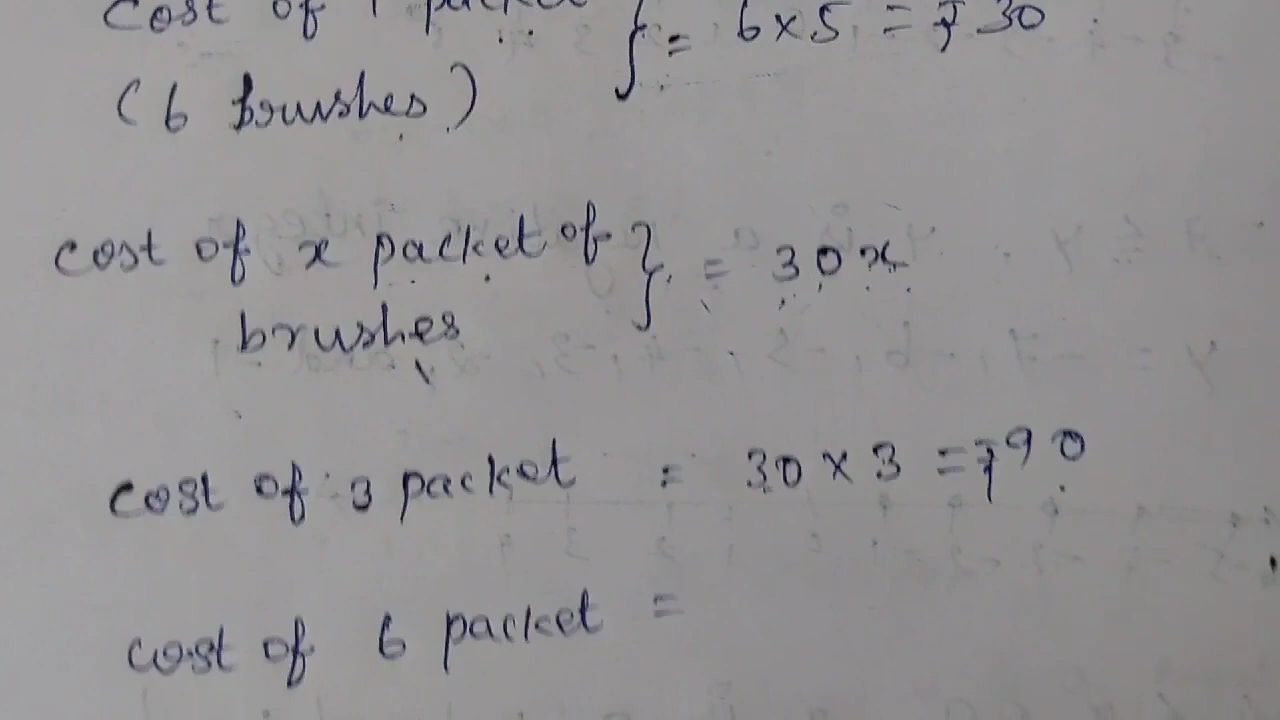 cost of 1 packet } = 6 x 5 = ₹ 30
(6 brushes)
cost of x packet of } = 30x
brushes
cost of 3 packet = 30 x 3 = ₹90
cost of 6 packet =